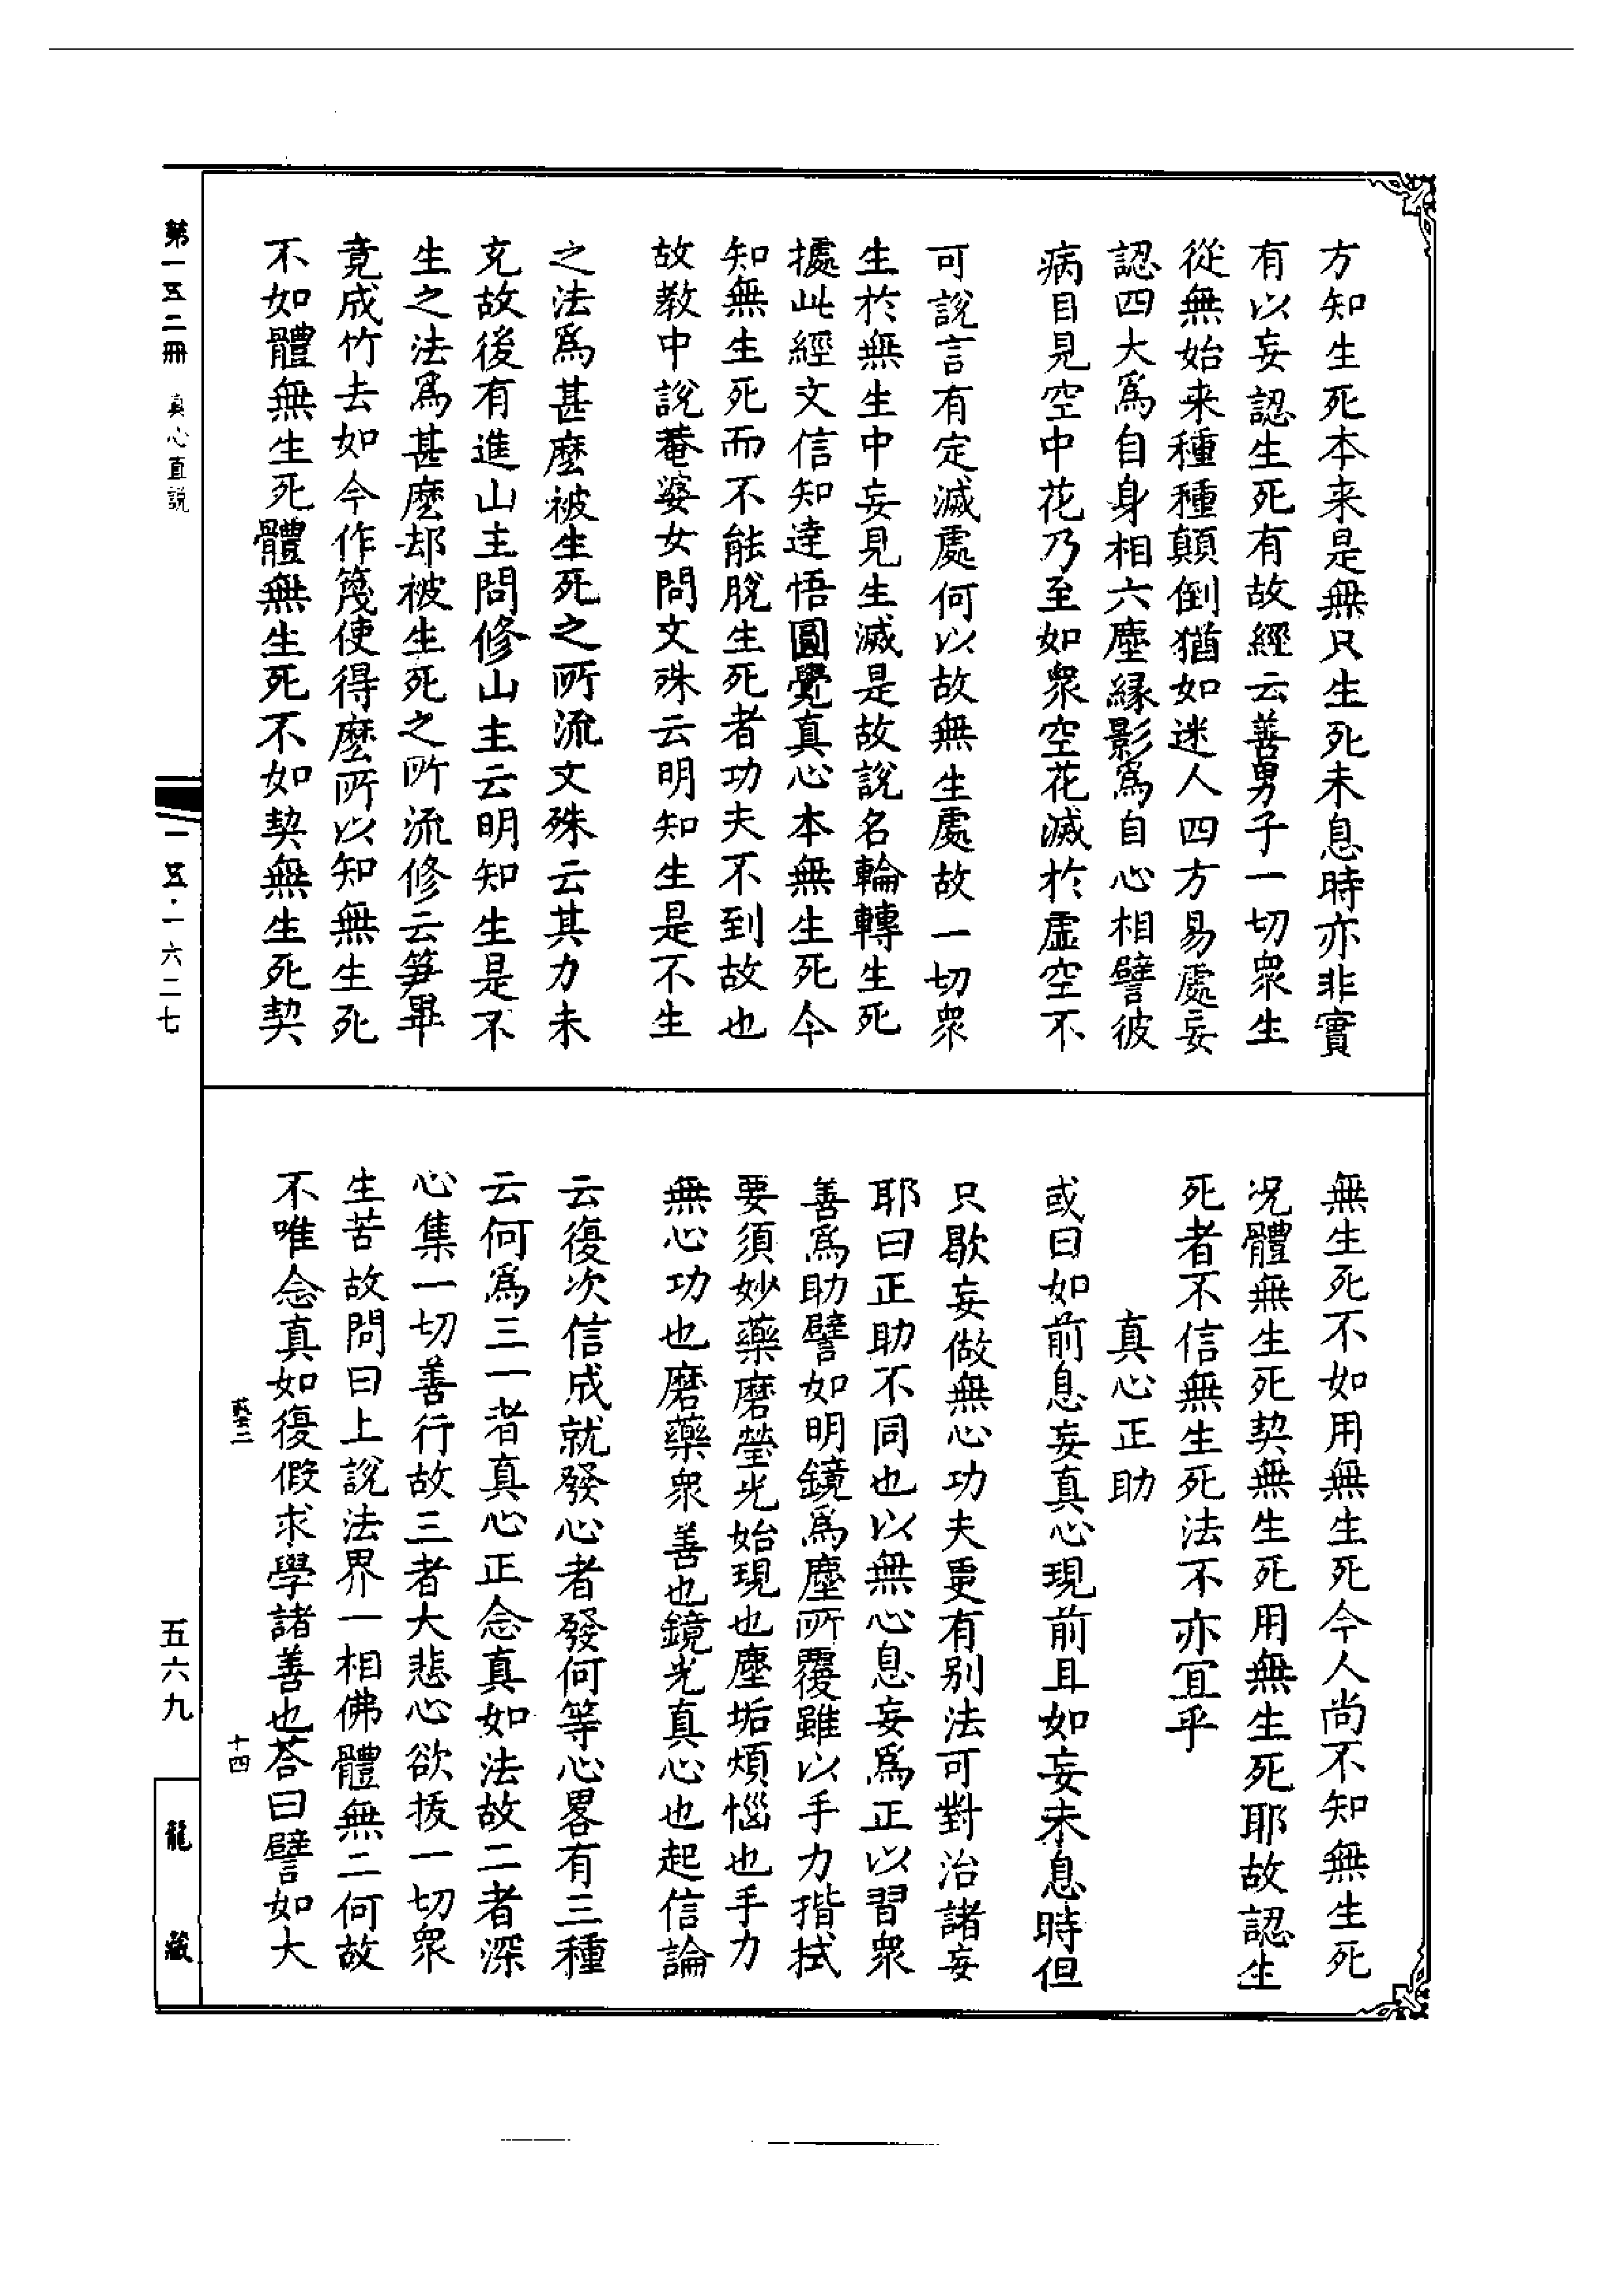 方知生死本来是無只生死未息時亦非實
有以妄認生死有故經云善男子一切衆生
從無始来種種顛倒猶如迷人四方易處妄
認四大爲自身相六塵縁影爲自心相譬彼
病目見空中花乃至如衆空花滅於虛空不
可說言有定滅處何以故無生處故一切衆
生於無生中妄見生滅是故說名輪轉生死
據此經文信知達悟圓覺真心本無生死今
知無生死而不能脫生死者功夫不到故也
故教中說菴婆女問文殊云明知生是不生
之法爲甚麼被生死之所流文殊云其力未
充故後有進山主問修山主云明知生是不
生之法爲甚麼却被生死之所流修云笋畢
竟成竹去如今作篾使得麼所以知無生死
不如體無生死體無生死不如契無生死契
無生死不如用無生死今人尚不知無生死
况體無生死契無生死用無生死耶故認生
死者不信無生死法不亦宜乎
真心正助
或曰如前息妄真心現前且如妄未息時但
只歇妄做無心功夫更有别法可對治諸妄
耶曰正助不同也以無心息妄爲正以習衆
善爲助譬如明鏡爲塵所覆雖以手力揩拭
要須妙藥磨瑩光始現也塵垢煩惱也手力
無心功也磨藥衆善也鏡光真心也起信論
云復次信成就發心者發何等心畧有三種
云何爲三一者真心正念真如法故二者深
心集一切善行故三者大悲心欲拔一切衆
生苦故問曰上說法界一相佛體無二何故
不唯念真如復假求學諸善也荅曰譬如大
藝二
十四
第一五二冊 真心直說
一五·一六二七
五六九
龍藏